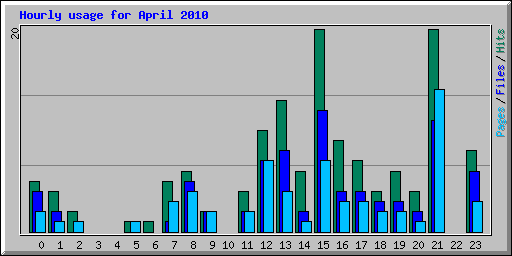 Hourly usage for April 2010
20
Pages / Files / Hits
0 1 2 3 4 5 6 7 8 9 10 11 12 13 14 15 16 17 18 19 20 21 22 23